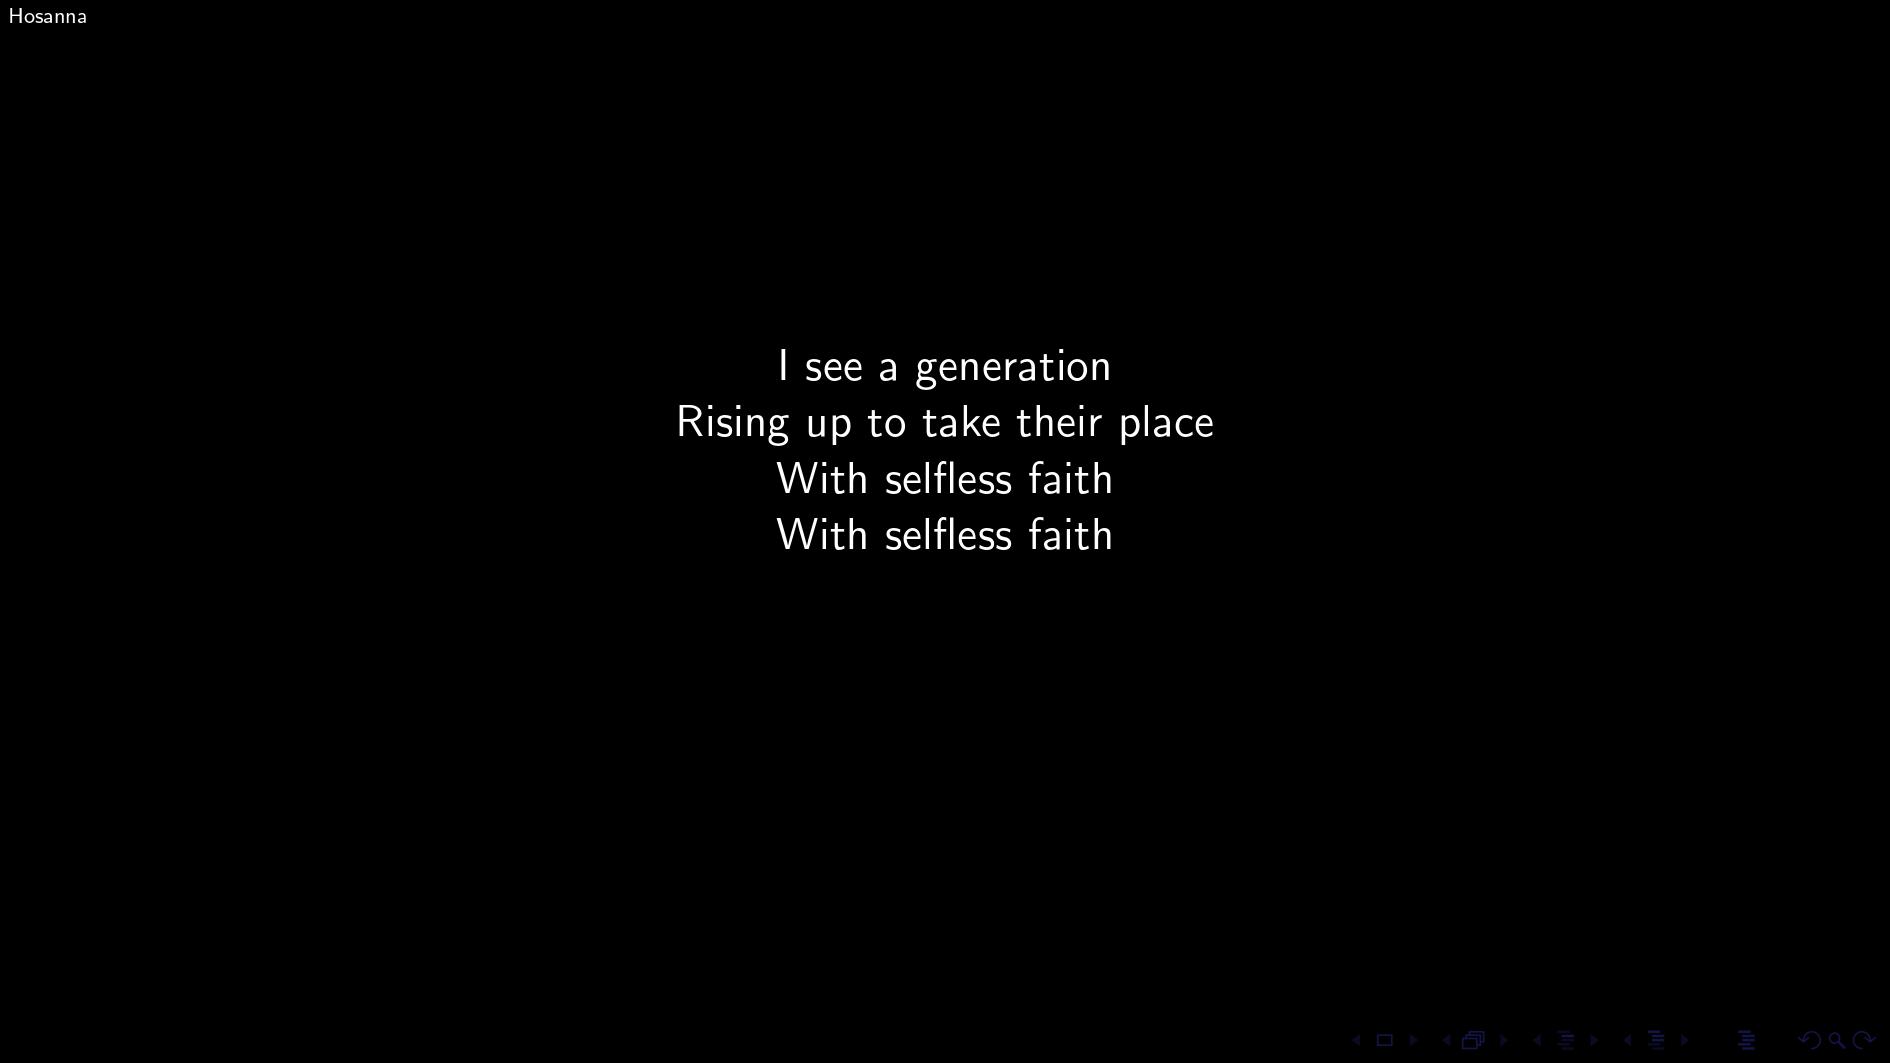 Hosanna
I see a generation
Rising up to take their place
With selfless faith
With selfless faith